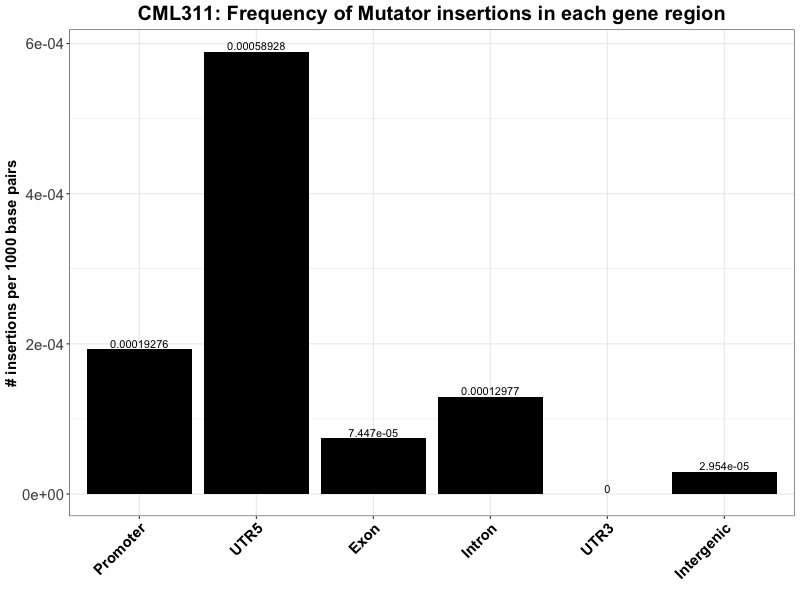 CML311: Frequency of Mutator insertions in each gene region
# insertions per 1000 base pairs
6e-04
4e-04
2e-04
0e+00
0.00019276
0.00058928
7.447e-05
0.00012977
0
2.954e-05
Promoter
UTR5
Exon
Intron
UTR3
Intergenic